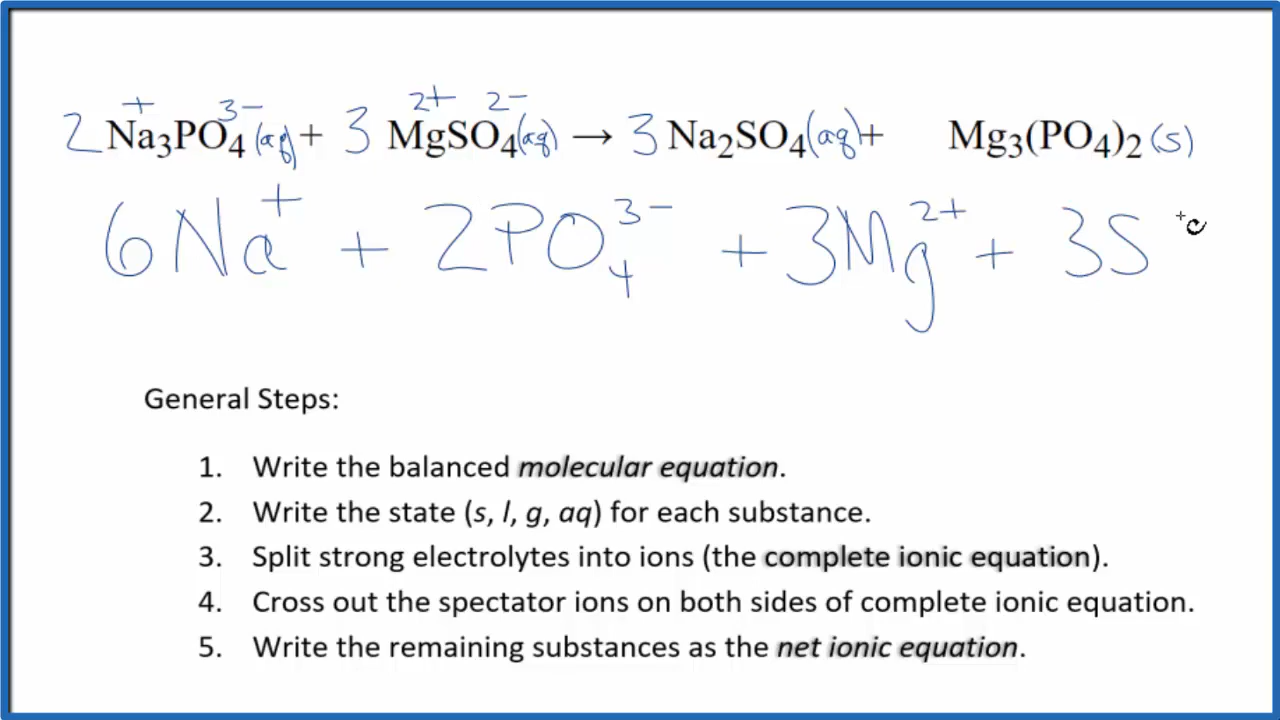 2 Na₃PO₄⁺ ³⁻(aq) + 3 MgSO₄²⁺ ²⁻(aq) → 3 Na₂SO₄(aq) + Mg₃(PO₄)₂(s)
6Na⁺ + 2PO₄³⁻ + 3Mg²⁺ + 3S
General Steps:
1. Write the balanced molecular equation.
2. Write the state (s, l, g, aq) for each substance.
3. Split strong electrolytes into ions (the complete ionic equation).
4. Cross out the spectator ions on both sides of complete ionic equation.
5. Write the remaining substances as the net ionic equation.